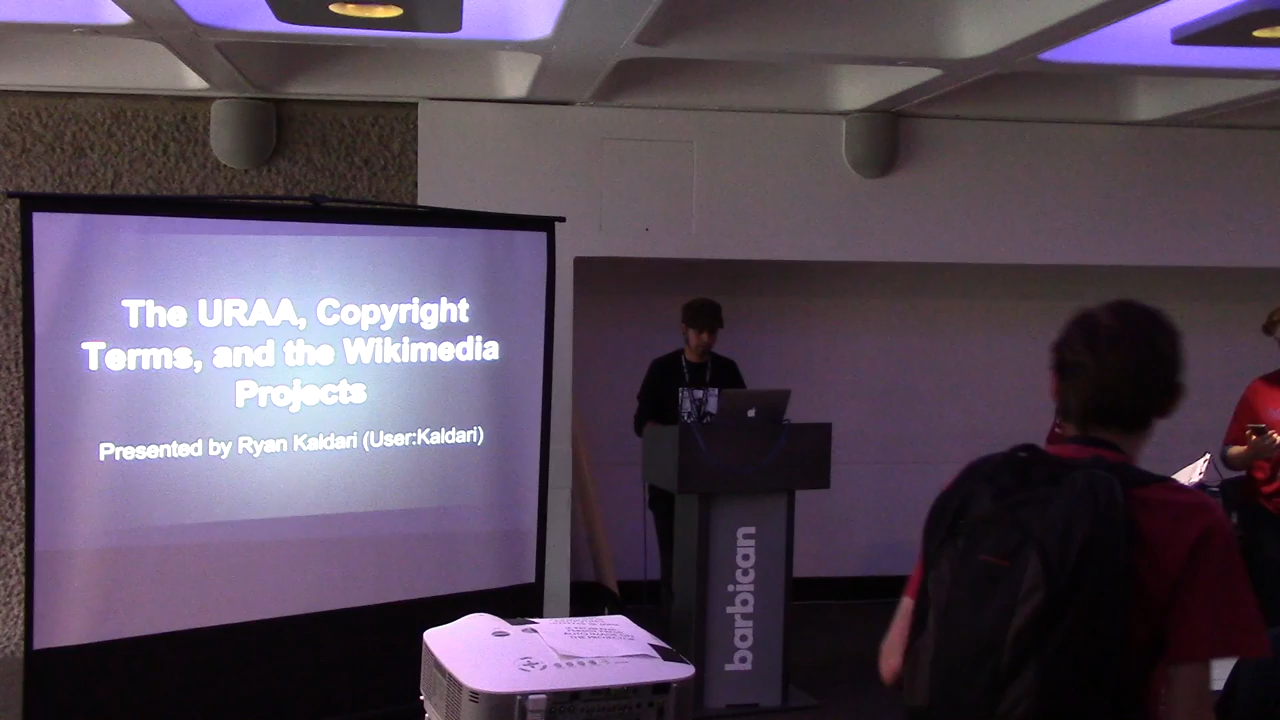 The URAA, Copyright
Terms, and the Wikimedia
Projects
Presented by Ryan Kaldari (User:Kaldari)
barbican